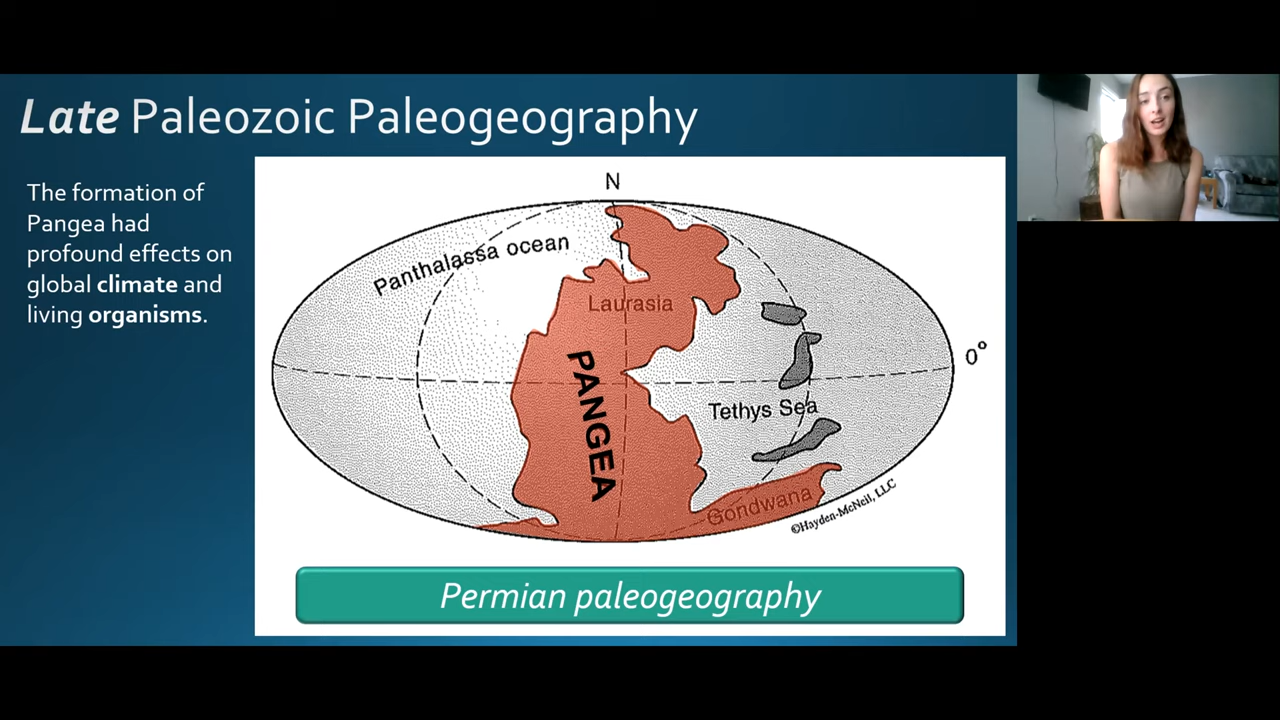 Late Paleozoic Paleogeography
The formation of
Pangea had
profound effects on
global climate and
living organisms.
N
Panthalassa ocean
Laurasia
PANGEA
0°
Tethys Sea
Gondwana
©Hayden-McNeil, LLC
Permian paleogeography